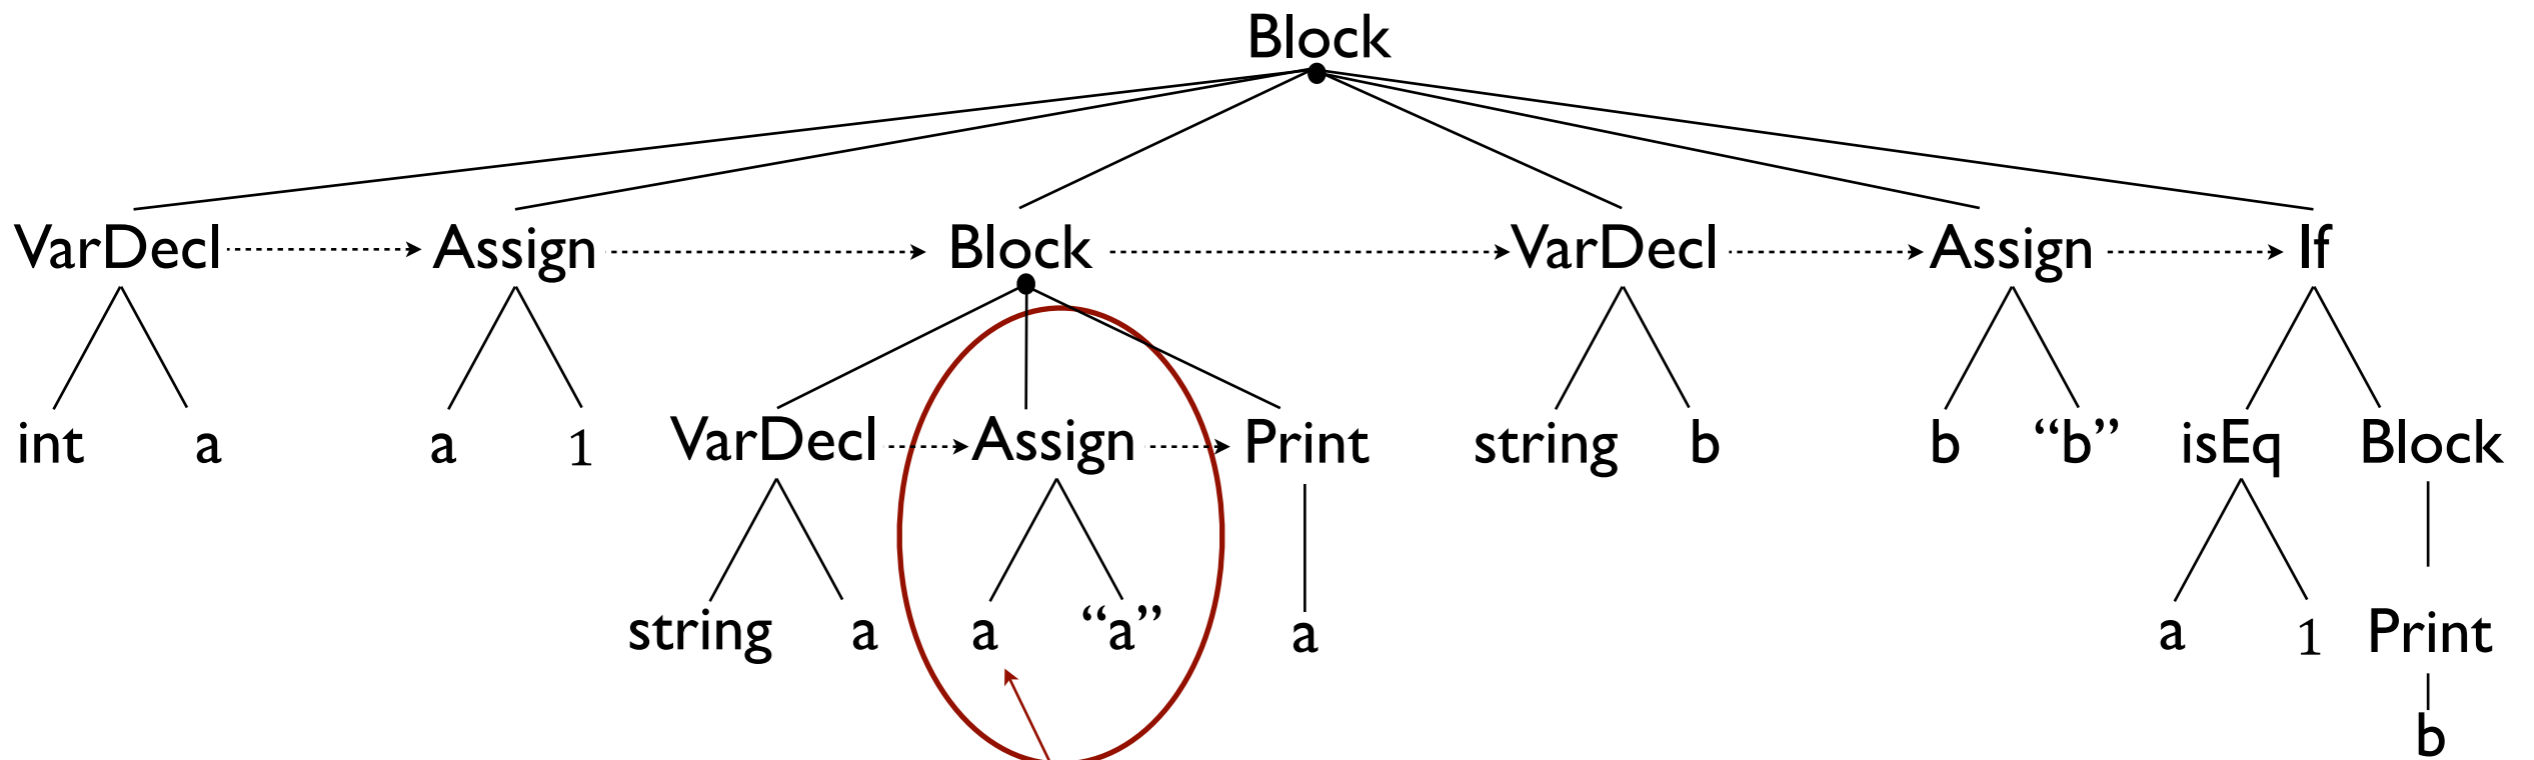 Block
VarDecl Assign Block VarDecl Assign If
int a a 1 VarDecl Assign Print string b b “b” isEq Block
string a a “a” a a 1 Print
b